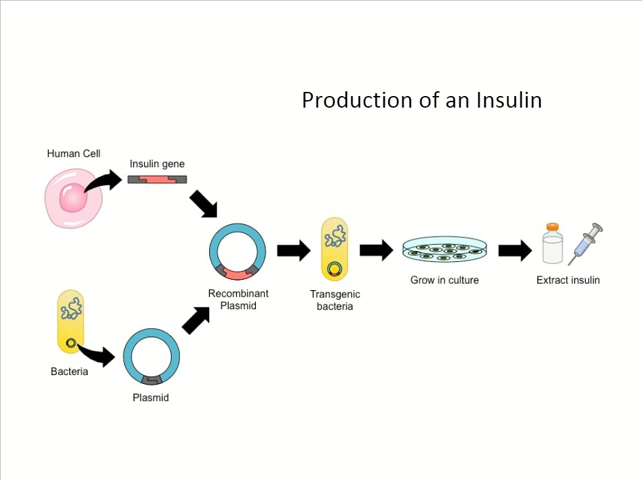 Production of an Insulin
Human Cell
Insulin gene
Recombinant
Plasmid
Transgenic
bacteria
Grow in culture
Extract insulin
Bacteria
Plasmid